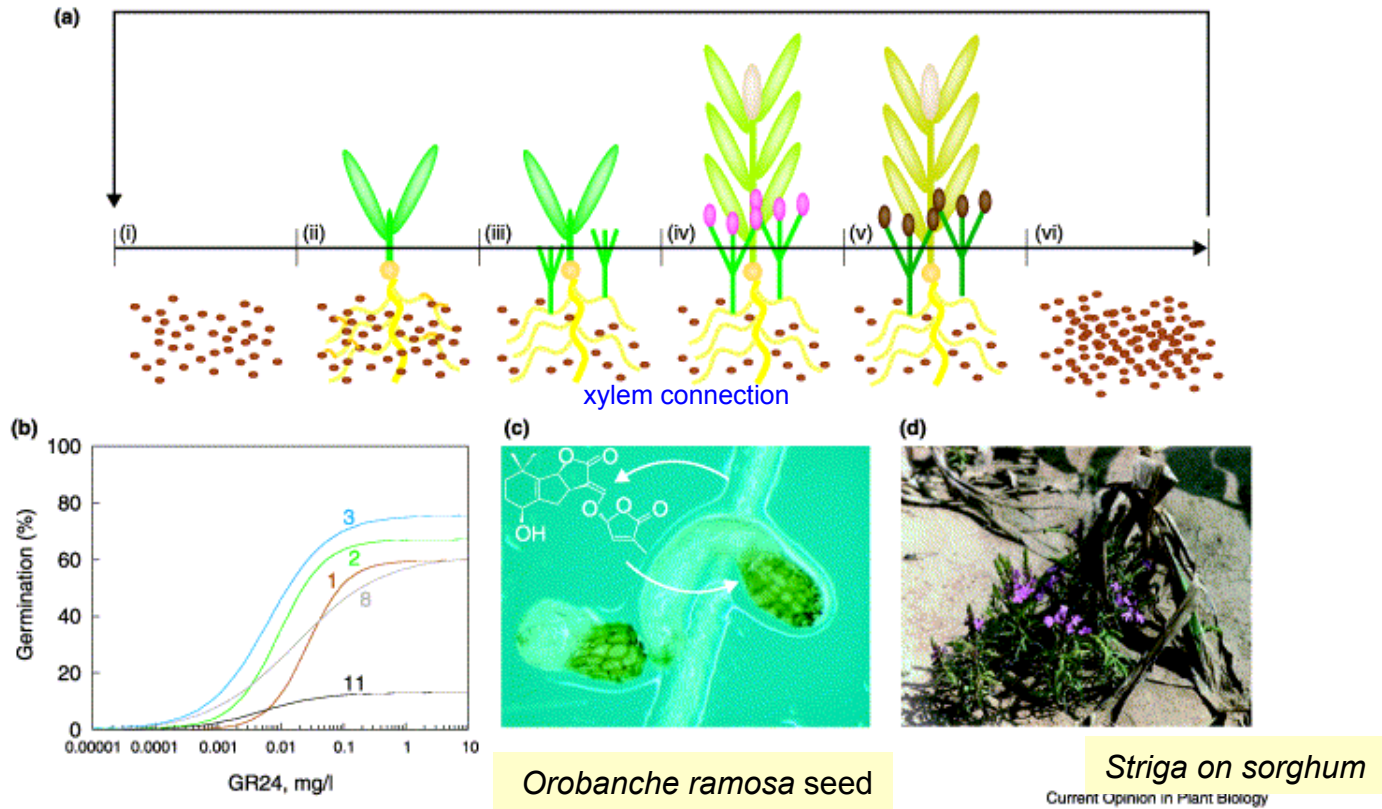 (a)
(i) (ii) (iii) (iv) (v) (vi)
xylem connection
(b)
Germination (%)
100
80
60
40
20
0
3
2
1
8
11
0.00001 0.0001 0.001 0.01 0.1 1 10
GR24, mg/l
(c)
O O
O O O
OH
Orobanche ramosa seed
(d)
Striga on sorghum
Current Opinion in Plant Biology